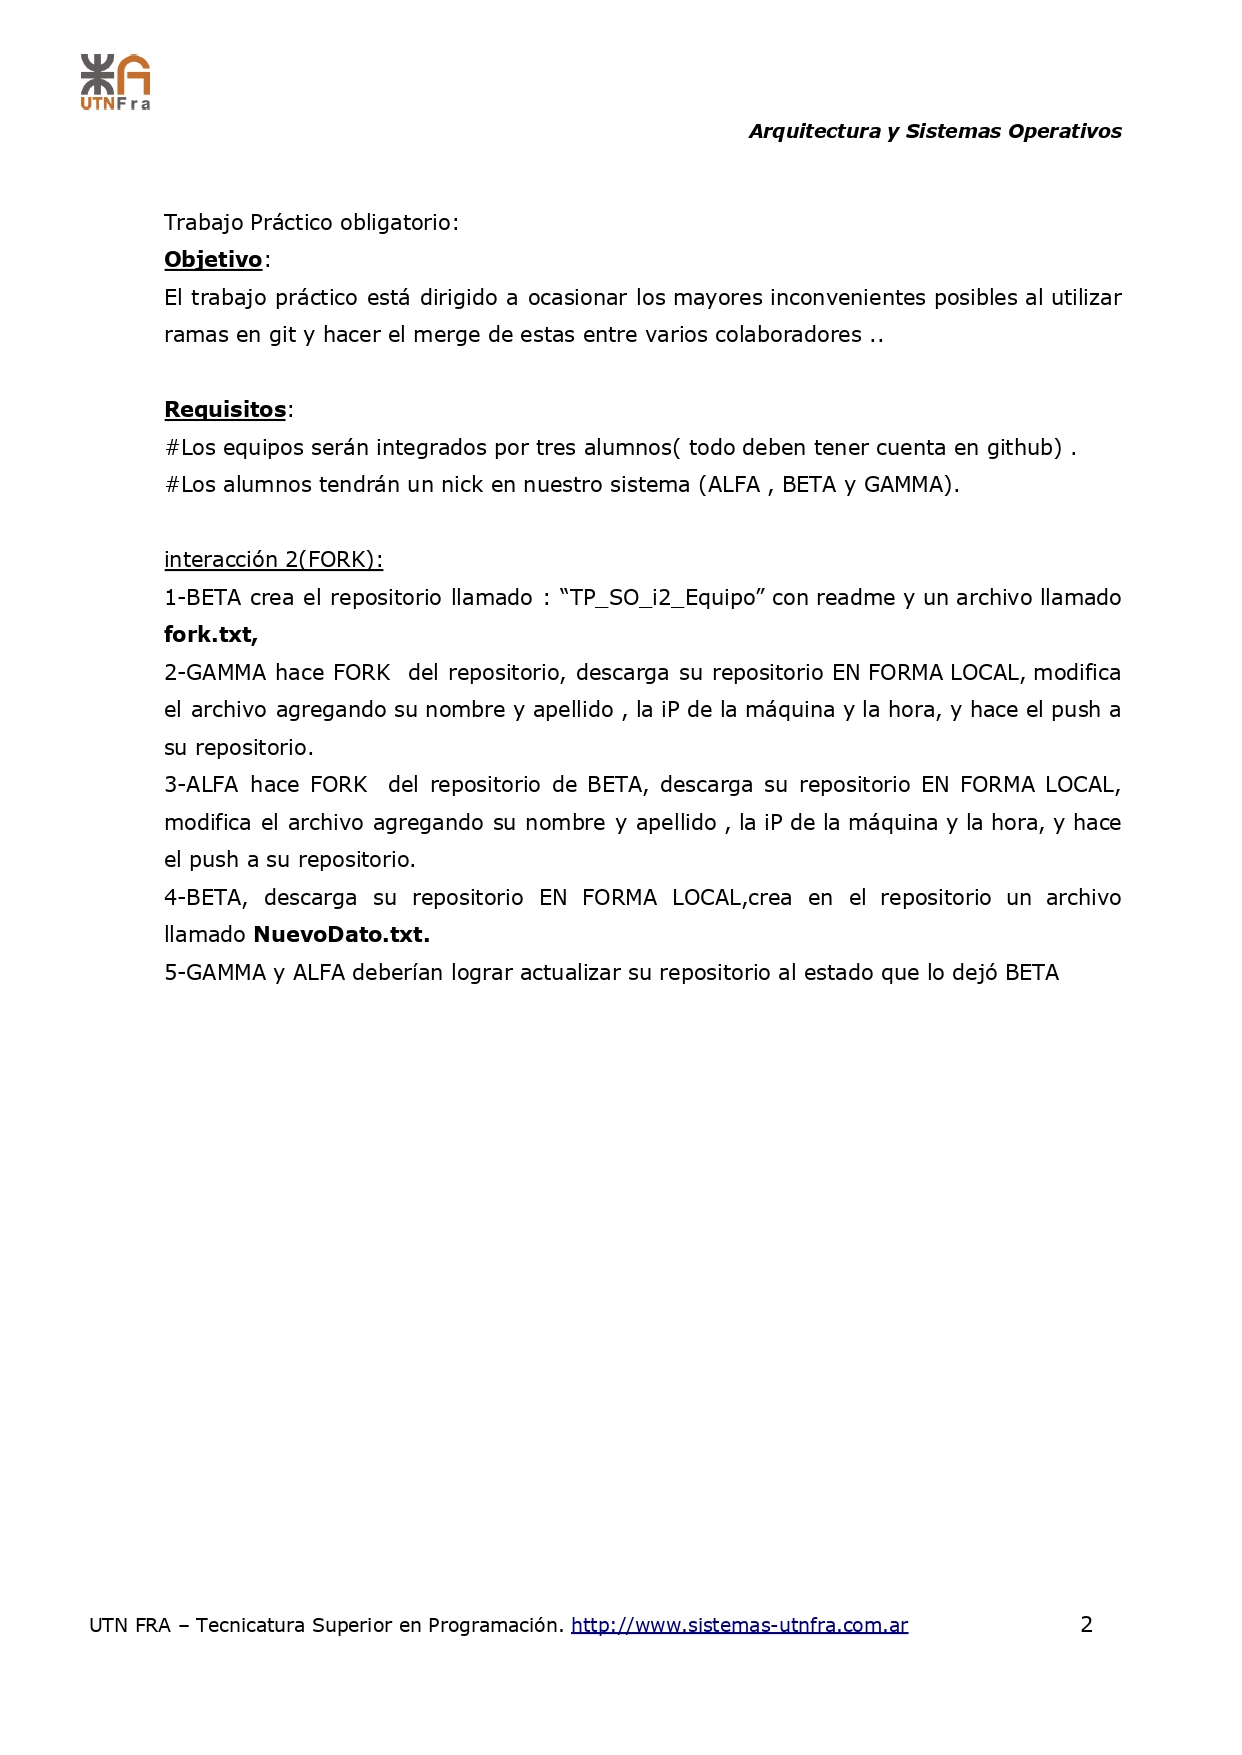 UTNFra
Arquitectura y Sistemas Operativos
Trabajo Práctico obligatorio:
Objetivo:
El trabajo práctico está dirigido a ocasionar los mayores inconvenientes posibles al utilizar
ramas en git y hacer el merge de estas entre varios colaboradores ..
Requisitos:
#Los equipos serán integrados por tres alumnos( todo deben tener cuenta en github) .
#Los alumnos tendrán un nick en nuestro sistema (ALFA , BETA y GAMMA).
interacción 2(FORK):
1-BETA crea el repositorio llamado : “TP_SO_i2_Equipo” con readme y un archivo llamado
fork.txt,
2-GAMMA hace FORK  del repositorio, descarga su repositorio EN FORMA LOCAL, modifica
el archivo agregando su nombre y apellido , la iP de la máquina y la hora, y hace el push a
su repositorio.
3-ALFA hace FORK  del repositorio de BETA, descarga su repositorio EN FORMA LOCAL,
modifica el archivo agregando su nombre y apellido , la iP de la máquina y la hora, y hace
el push a su repositorio.
4-BETA, descarga su repositorio EN FORMA LOCAL,crea en el repositorio un archivo
llamado NuevoDato.txt.
5-GAMMA y ALFA deberían lograr actualizar su repositorio al estado que lo dejó BETA
UTN FRA – Tecnicatura Superior en Programación. http://www.sistemas-utnfra.com.ar 2